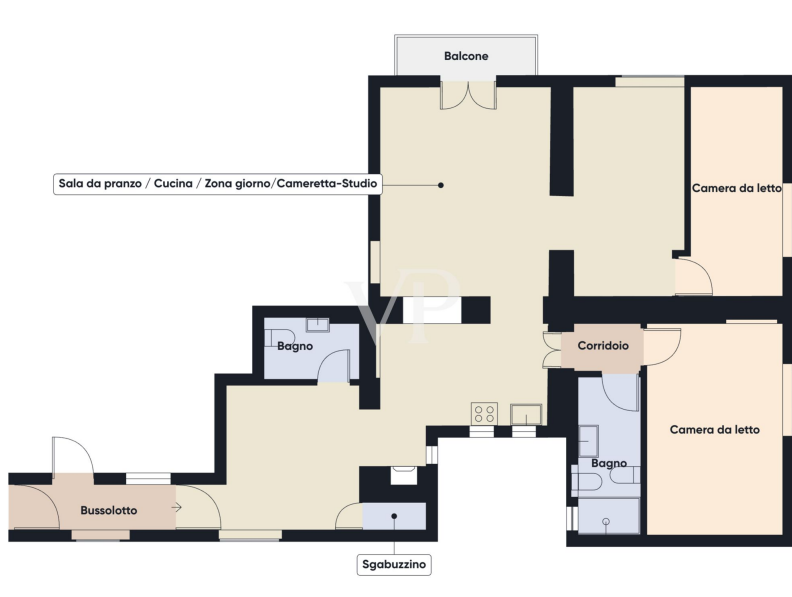 Balcone
Sala da pranzo / Cucina / Zona giorno/Cameretta-Studio
Camera da letto
VP
Bagno
Corridoio
Camera da letto
Bagno
Bussolotto
Sgabuzzino